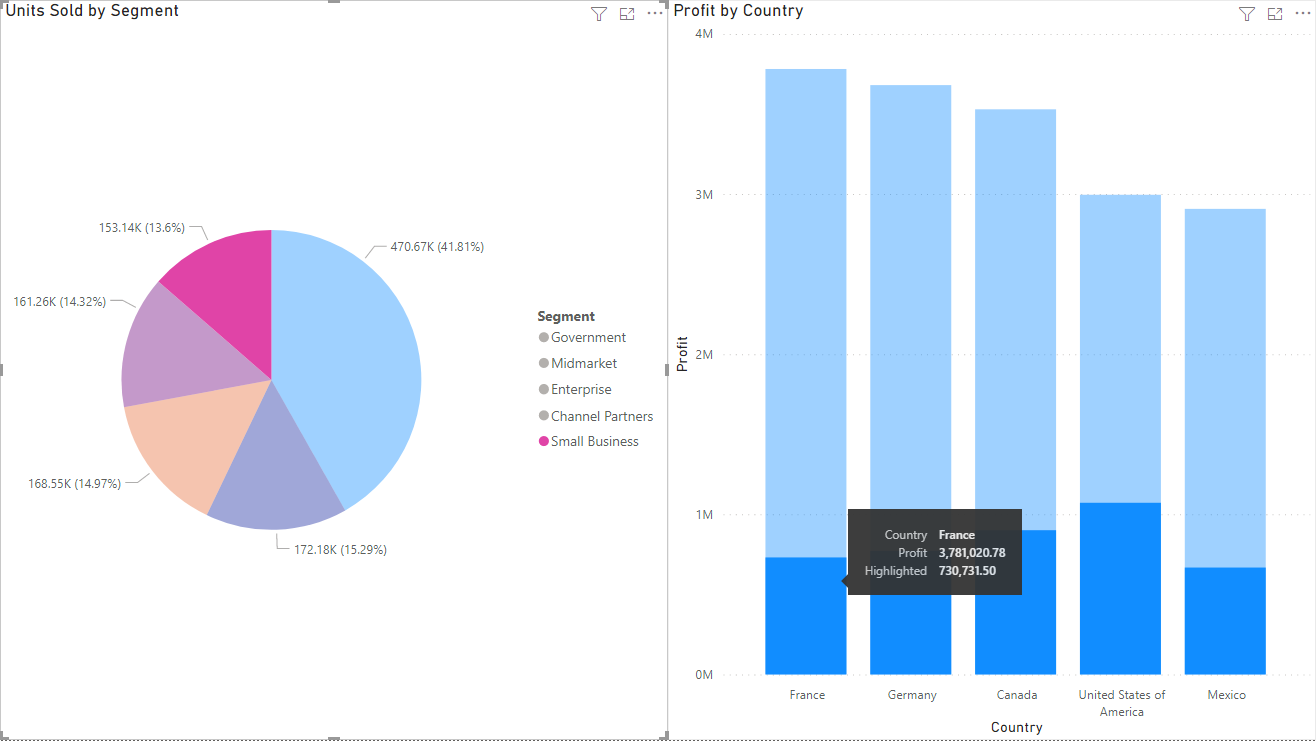 Units Sold by Segment
153.14K (13.6%)
470.67K (41.81%)
161.26K (14.32%)
168.55K (14.97%)
172.18K (15.29%)
Segment
Government
Midmarket
Enterprise
Channel Partners
Small Business
Profit by Country
4M
3M
2M
1M
0M
Profit
Country France
Profit 3,781,020.78
Highlighted 730,731.50
France
Germany
Canada
United States of
America
Mexico
Country